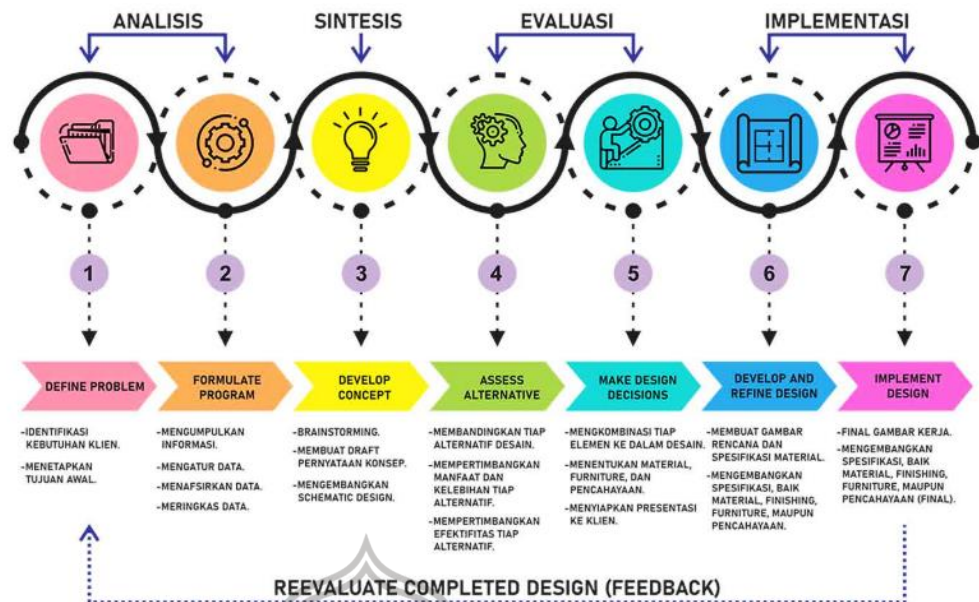 ANALISIS
SINTESIS
EVALUASI
IMPLEMENTASI
1
2
3
4
5
6
7
DEFINE PROBLEM
FORMULATE
PROGRAM
DEVELOP
CONCEPT
ASSESS
ALTERNATIVE
MAKE DESIGN
DECISIONS
DEVELOP AND
REFINE DESIGN
IMPLEMENT
DESIGN
-IDENTIFIKASI
KEBUTUHAN KLIEN.
-MENETAPKAN
TUJUAN AWAL.
-MENGUMPULKAN
INFORMASI.
-MENGATUR DATA.
-MENAFSIRKAN DATA.
-MERINGKAS DATA.
-BRAINSTORMING.
-MEMBUAT DRAFT
PERNYATAAN KONSEP.
-MENGEMBANGKAN
SCHEMATIC DESIGN.
-MEMBANDINGKAN TIAP
ALTERNATIF DESAIN.
-MEMPERTIMBANGKAN
MANFAAT DAN
KELEBIHAN TIAP
ALTERNATIF.
-MEMPERTIMBANGKAN
EFEKTIFITAS TIAP
ALTERNATIF.
-MENGKOMBINASI TIAP
ELEMEN KE DALAM DESAIN.
-MENENTUKAN MATERIAL,
FURNITURE, DAN
PENCAHAYAAN.
-MENYIAPKAN PRESENTASI
KE KLIEN.
-MEMBUAT GAMBAR
RENCANA DAN
SPESIFIKASI MATERIAL.
-MENGEMBANGKAN
SPESIFIKASI, BAIK
MATERIAL, FINISHING,
FURNITURE, MAUPUN
PENCAHAYAAN.
-FINAL GAMBAR KERJA.
-MENGEMBANGKAN
SPESIFIKASI, BAIK
MATERIAL, FINISHING,
FURNITURE, MAUPUN
PENCAHAYAAN (FINAL).
REEVALUATE COMPLETED DESIGN (FEEDBACK)